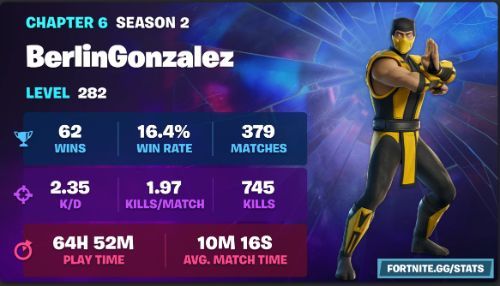 CHAPTER 6 SEASON 2
BerlinGonzalez
LEVEL 282
62 16.4% 379
WINS WIN RATE MATCHES
2.35 1.97 745
K/D KILLS/MATCH KILLS
64H 52M 10M 16S
PLAY TIME AVG. MATCH TIME
FORTNITE.GG/STATS